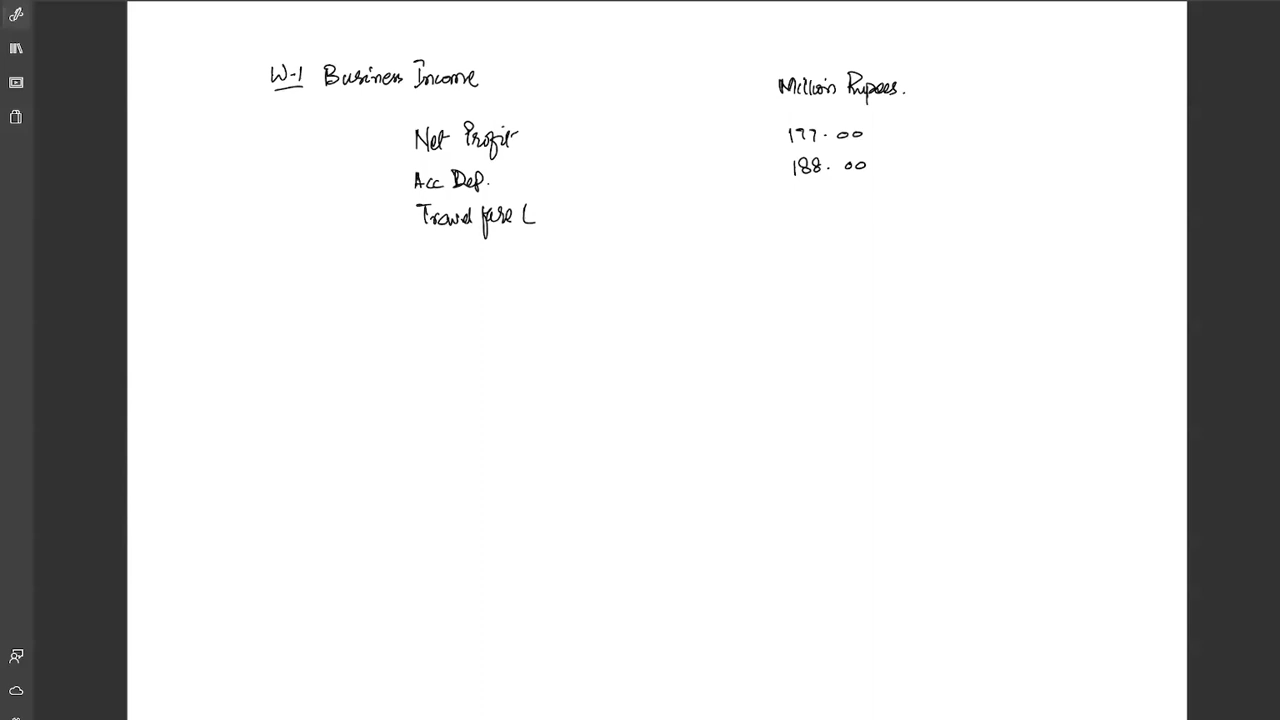 W-1 Business Income
Million Rupees.
Net Profit 177.00
Acc Dep. 188.00
Travel fare (